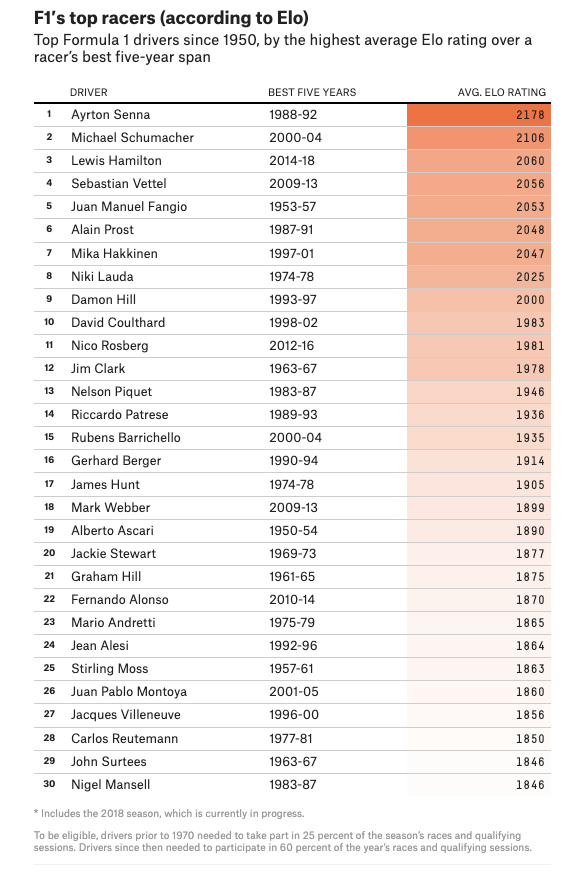 F1's top racers (according to Elo)
Top Formula 1 drivers since 1950, by the highest average Elo rating over a
racer's best five-year span
DRIVER BEST FIVE YEARS AVG. ELO RATING
1 Ayrton Senna 1988-92 2178
2 Michael Schumacher 2000-04 2106
3 Lewis Hamilton 2014-18 2060
4 Sebastian Vettel 2009-13 2056
5 Juan Manuel Fangio 1953-57 2053
6 Alain Prost 1987-91 2048
7 Mika Hakkinen 1997-01 2047
8 Niki Lauda 1974-78 2025
9 Damon Hill 1993-97 2000
10 David Coulthard 1998-02 1983
11 Nico Rosberg 2012-16 1981
12 Jim Clark 1963-67 1978
13 Nelson Piquet 1983-87 1946
14 Riccardo Patrese 1989-93 1936
15 Rubens Barrichello 2000-04 1935
16 Gerhard Berger 1990-94 1914
17 James Hunt 1974-78 1905
18 Mark Webber 2009-13 1899
19 Alberto Ascari 1950-54 1890
20 Jackie Stewart 1969-73 1877
21 Graham Hill 1961-65 1875
22 Fernando Alonso 2010-14 1870
23 Mario Andretti 1975-79 1865
24 Jean Alesi 1992-96 1864
25 Stirling Moss 1957-61 1863
26 Juan Pablo Montoya 2001-05 1860
27 Jacques Villeneuve 1996-00 1856
28 Carlos Reutemann 1977-81 1850
29 John Surtees 1963-67 1846
30 Nigel Mansell 1983-87 1846
* Includes the 2018 season, which is currently in progress.
To be eligible, drivers prior to 1970 needed to take part in 25 percent of the season's races and qualifying
sessions. Drivers since then needed to participate in 60 percent of the year's races and qualifying sessions.